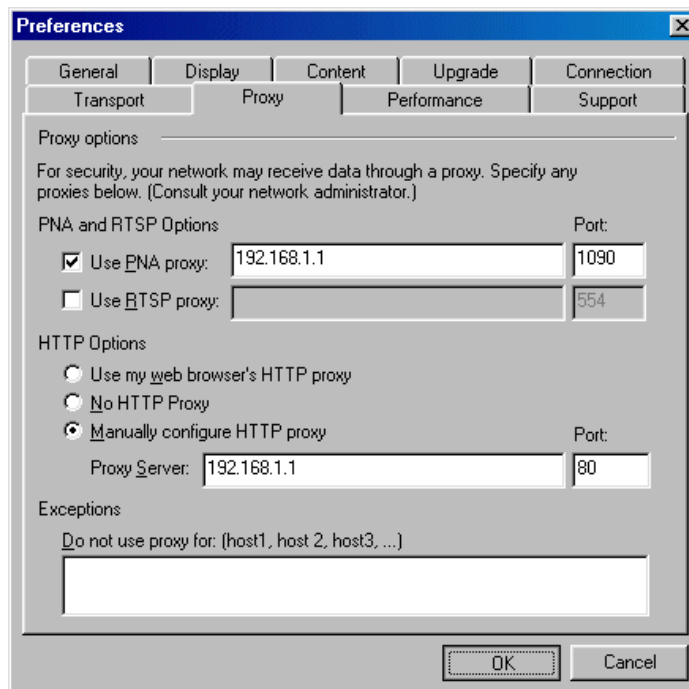 Preferences
General Display Content Upgrade Connection
Transport Proxy Performance Support
Proxy options
For security, your network may receive data through a proxy. Specify any
proxies below. (Consult your network administrator.)
PNA and RTSP Options Port:
Use PNA proxy: 192.168.1.1 1090
Use RTSP proxy: 554
HTTP Options
Use my web browser's HTTP proxy
No HTTP Proxy
Manually configure HTTP proxy Port:
Proxy Server: 192.168.1.1 80
Exceptions
Do not use proxy for: (host1, host 2, host3, ...)
OK Cancel